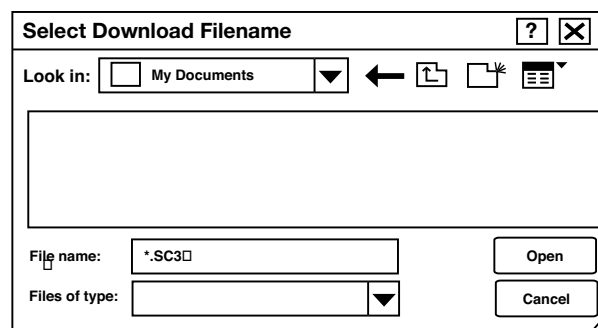 Select Download Filename ?
Look in: My Documents
File name: *.SC3 Open
Files of type: Cancel